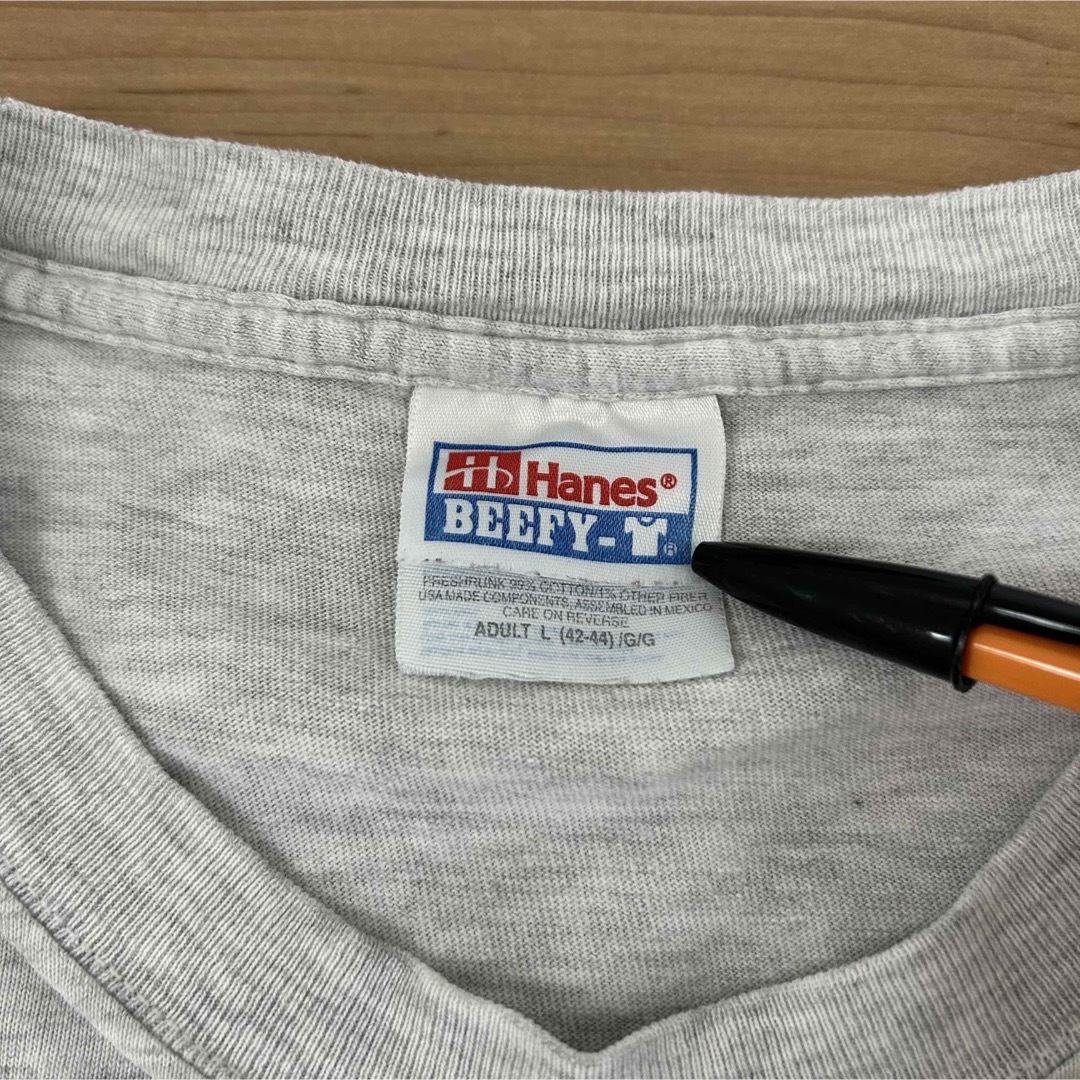 Hanes®
BEEFY-T®
PRESHRUNK 99% COTTON/1% OTHER FIBER
USA MADE COMPONENTS, ASSEMBLED IN MEXICO
CARE ON REVERSE
ADULT L (42-44) /G/G